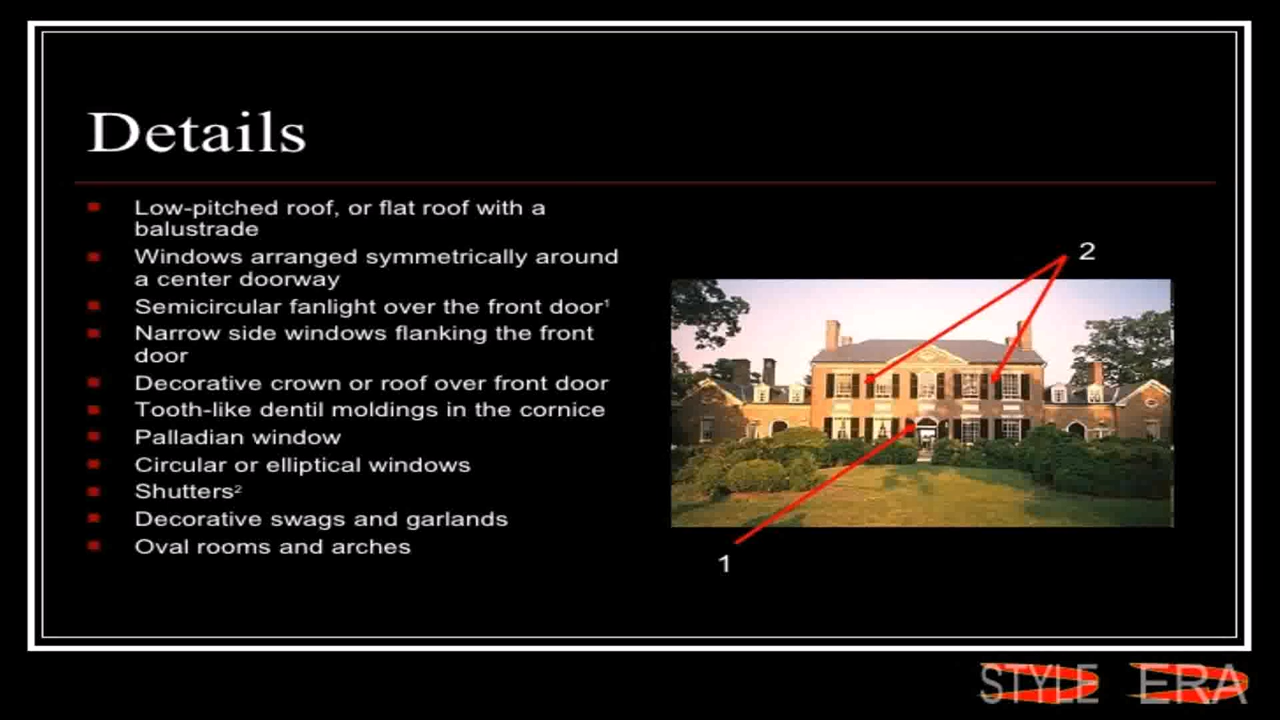 Details
Low-pitched roof, or flat roof with a
balustrade
Windows arranged symmetrically around
a center doorway
Semicircular fanlight over the front door¹
Narrow side windows flanking the front
door
Decorative crown or roof over front door
Tooth-like dentil moldings in the cornice
Palladian window
Circular or elliptical windows
Shutters²
Decorative swags and garlands
Oval rooms and arches
2
1
STYLE ERA